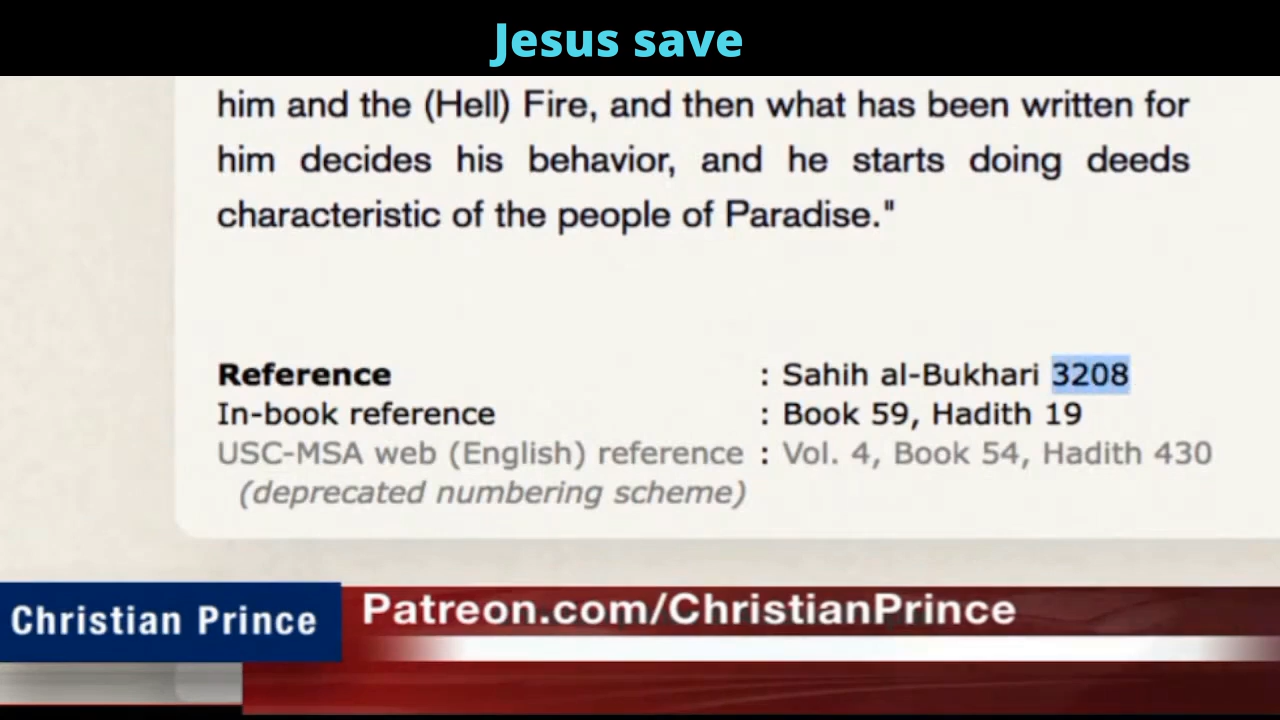 Jesus save
him and the (Hell) Fire, and then what has been written for
him decides his behavior, and he starts doing deeds
characteristic of the people of Paradise."
Reference : Sahih al-Bukhari 3208
In-book reference : Book 59, Hadith 19
USC-MSA web (English) reference : Vol. 4, Book 54, Hadith 430
(deprecated numbering scheme)
Christian Prince
Patreon.com/ChristianPrince